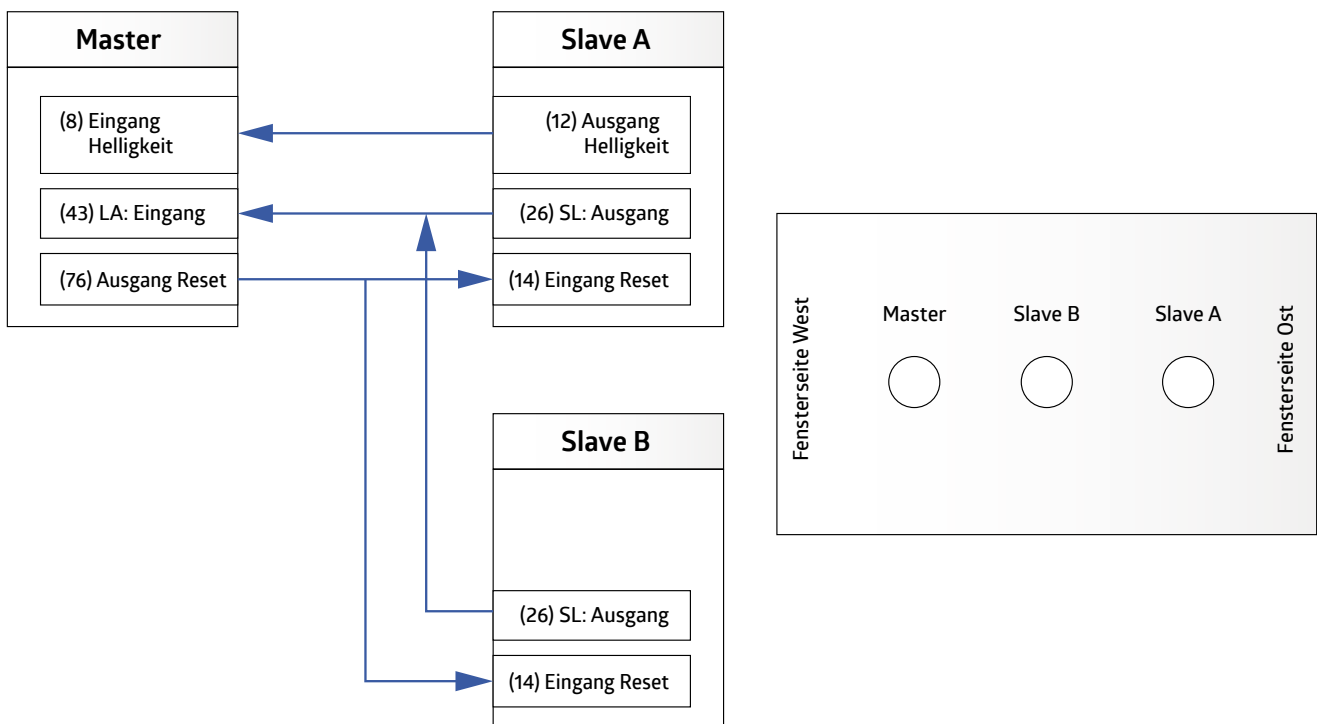 Master
(8) Eingang
Helligkeit
(43) LA: Eingang
(76) Ausgang Reset
Slave A
(12) Ausgang
Helligkeit
(26) SL: Ausgang
(14) Eingang Reset
Slave B
(26) SL: Ausgang
(14) Eingang Reset
Fensterseite West
Master
Slave B
Slave A
Fensterseite Ost